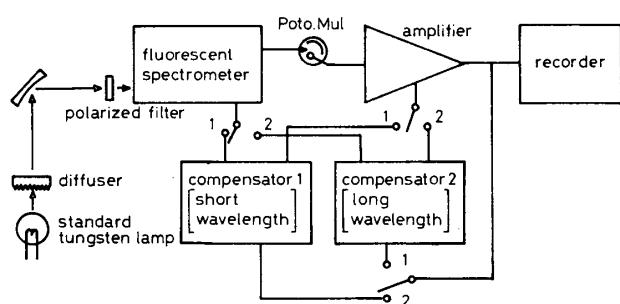 Poto.Mul
amplifier
fluorescent
spectrometer
recorder
polarized filter
1
2
1
2
diffuser
compensator 1
short
wavelength
compensator 2
long
wavelength
standard
tungsten lamp
1
2